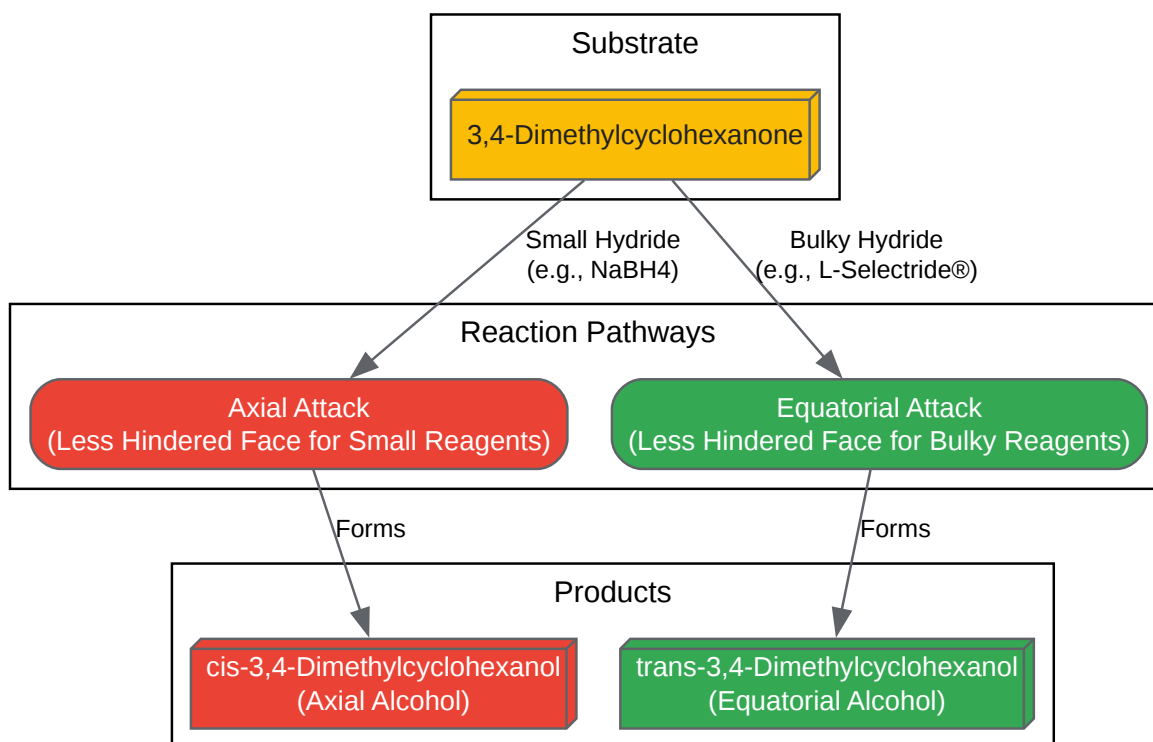 Substrate
3,4-Dimethylcyclohexanone
Small Hydride
(e.g., NaBH4)
Bulky Hydride
(e.g., L-Selectride®)
Reaction Pathways
Axial Attack
(Less Hindered Face for Small Reagents)
Equatorial Attack
(Less Hindered Face for Bulky Reagents)
Forms
Forms
Products
cis-3,4-Dimethylcyclohexanol
(Axial Alcohol)
trans-3,4-Dimethylcyclohexanol
(Equatorial Alcohol)